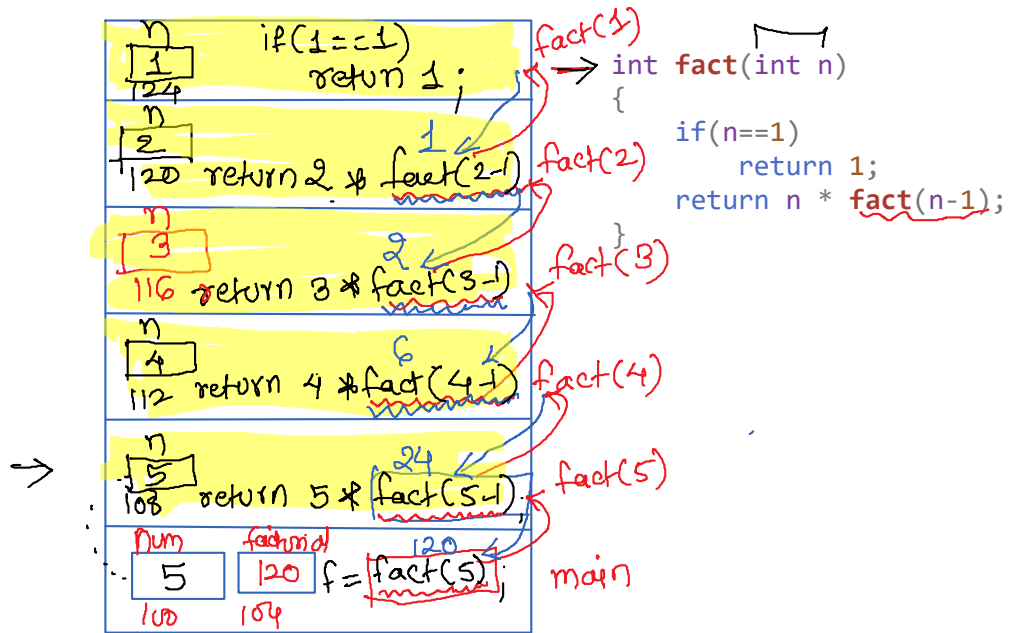 n
if(1==1)
1
return 1;
124
fact(1)
n
2
1
120
return 2 * fact(2-1)
fact(2)
n
3
2
116
return 3 * fact(3-1)
fact(3)
n
4
6
112
return 4 * fact(4-1)
fact(4)
n
5
24
108
return 5 * fact(5-1);
fact(5)
num
factorial
120
5
120
f = fact(5);
main
100
104
int fact(int n)
{
if(n==1)
return 1;
return n * fact(n-1);
}